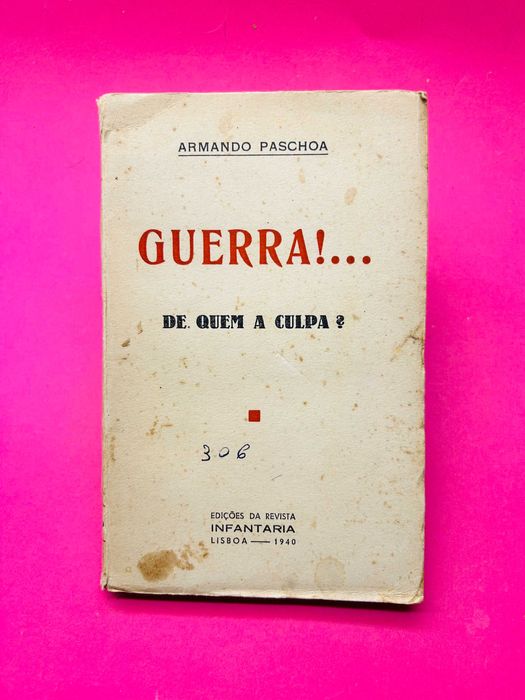 ARMANDO PASCHOA
GUERRA!...
DE QUEM A CULPA?
306
EDIÇÕES DA REVISTA
INFANTARIA
LISBOA — 1940